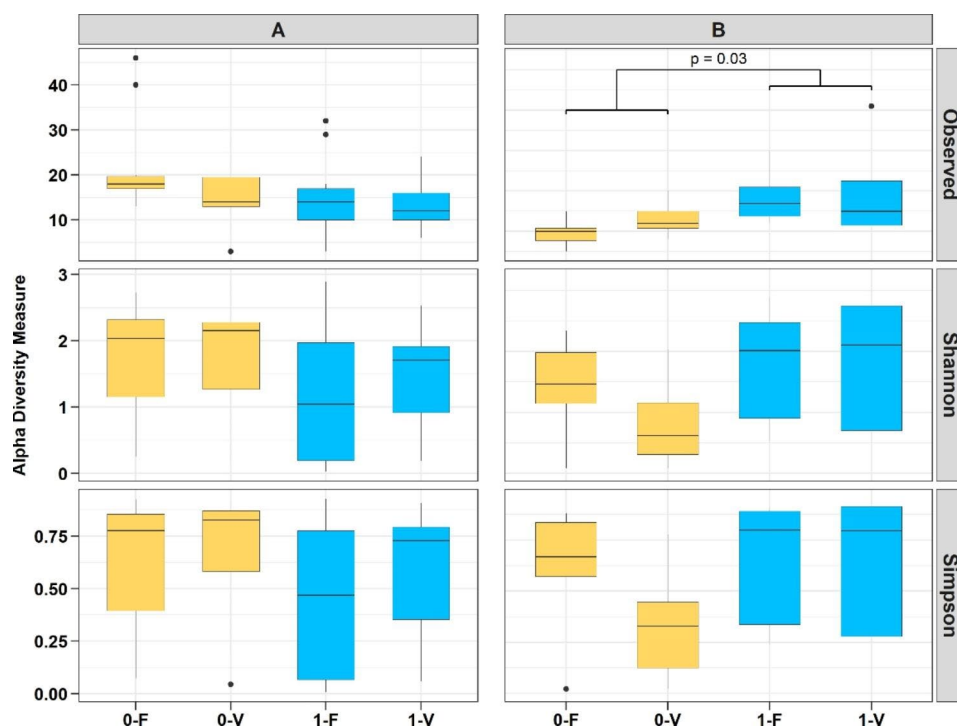 A B
p = 0.03
40
30
20
10
Observed
3
2
1
0
Shannon
Alpha Diversity Measure
0.75
0.50
0.25
0.00
Simpson
0-F 0-V 1-F 1-V 0-F 0-V 1-F 1-V